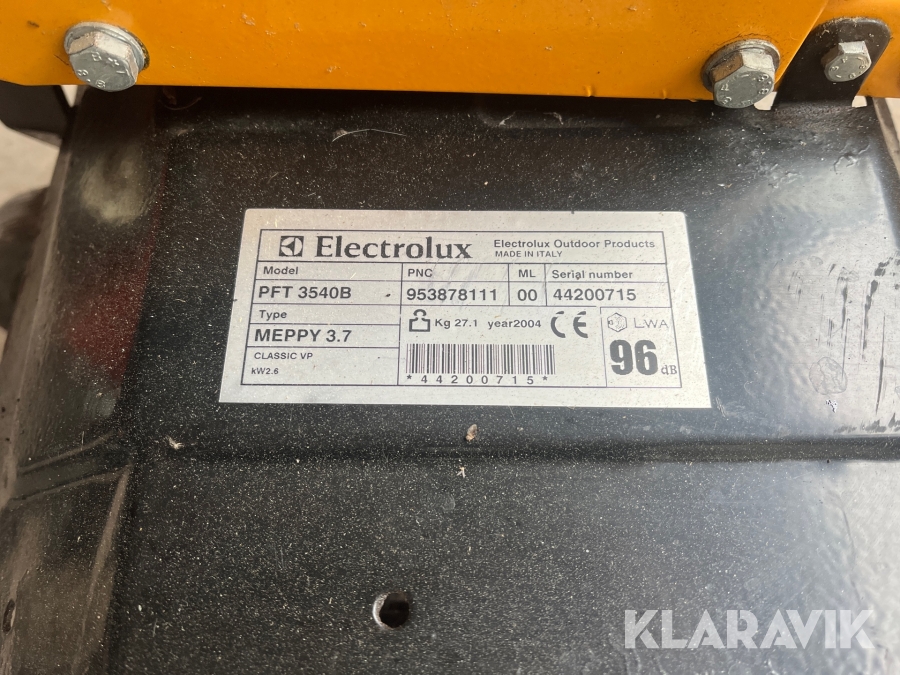 Electrolux
Electrolux Outdoor Products
MADE IN ITALY
Model
PFT 3540B
PNC
953878111
ML
00
Serial number
44200715
Type
MEPPY 3.7
CLASSIC VP
kW2.6
Kg 27.1 year2004 CE
LWA
96 dB
*44200715*
KLARAVIK